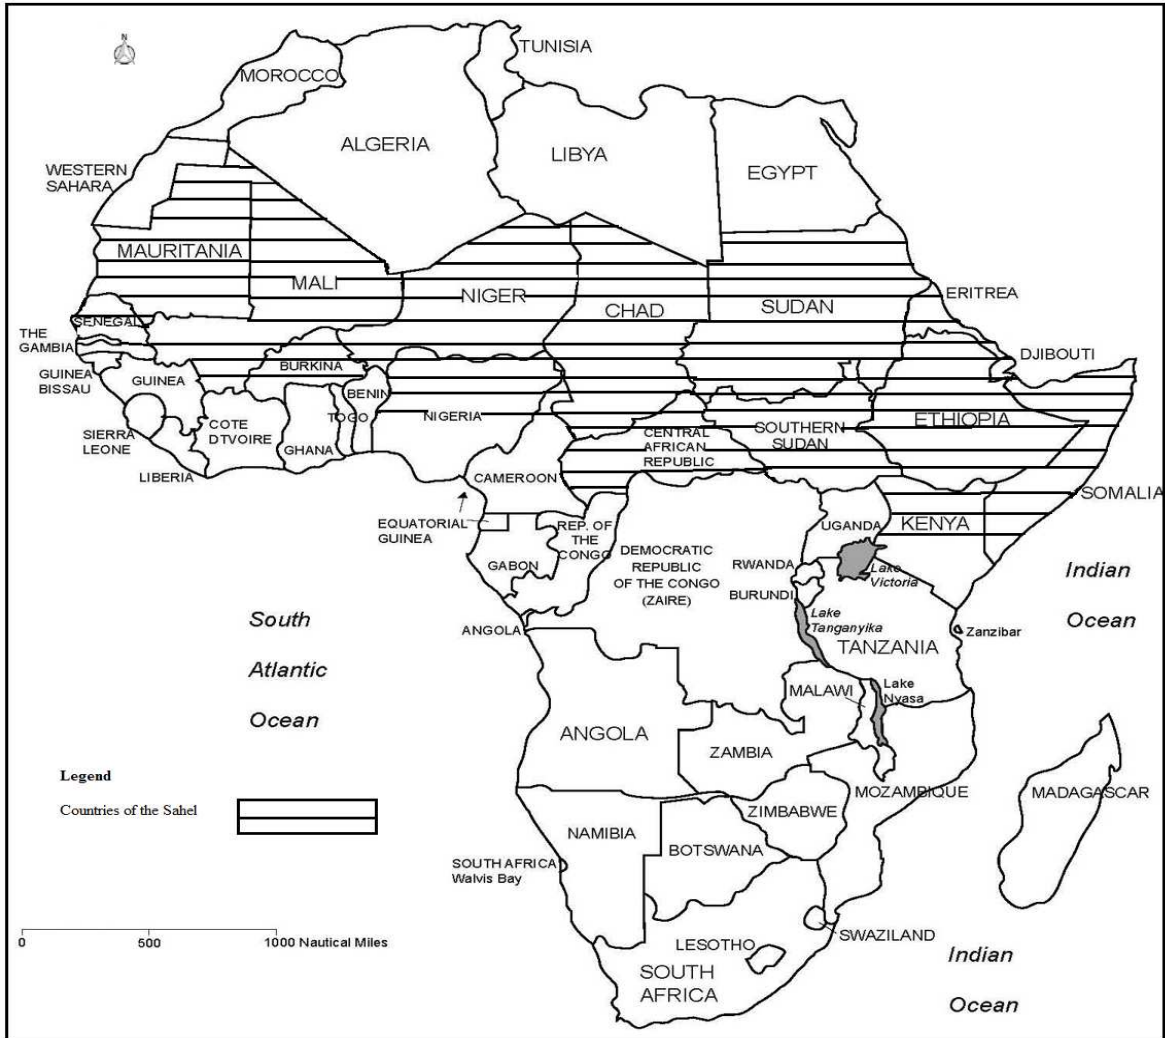 N
TUNISIA
MOROCCO
ALGERIA
LIBYA
EGYPT
WESTERN
SAHARA
MAURITANIA
MALI
NIGER
CHAD
SUDAN
ERITREA
SENEGAL
THE
GAMBIA
GUINEA
BISSAU
GUINEA
BURKINA
BENIN
TOGO
NIGERIA
DJIBOUTI
COTE
DTVOIRE
GHANA
SIERRA
LEONE
LIBERIA
CENTRAL
AFRICAN
REPUBLIC
SOUTHERN
SUDAN
ETHIOPIA
CAMEROON
SOMALIA
EQUATORIAL
GUINEA
REP. OF
THE
CONGO
GABON
DEMOCRATIC
REPUBLIC
OF THE CONGO
(ZAIRE)
UGANDA
KENYA
RWANDA
BURUNDI
Lake
Victoria
Lake
Tanganyika
Indian
Ocean
Zanzibar
TANZANIA
ANGOLA
South
Atlantic
Ocean
MALAWI
Lake
Nyasa
ANGOLA
ZAMBIA
MOZAMBIQUE
MADAGASCAR
ZIMBABWE
NAMIBIA
BOTSWANA
SOUTH AFRICA
Walvis Bay
Legend
Countries of the Sahel
0 500 1000 Nautical Miles
LESOTHO
SWAZILAND
SOUTH
AFRICA
Indian
Ocean